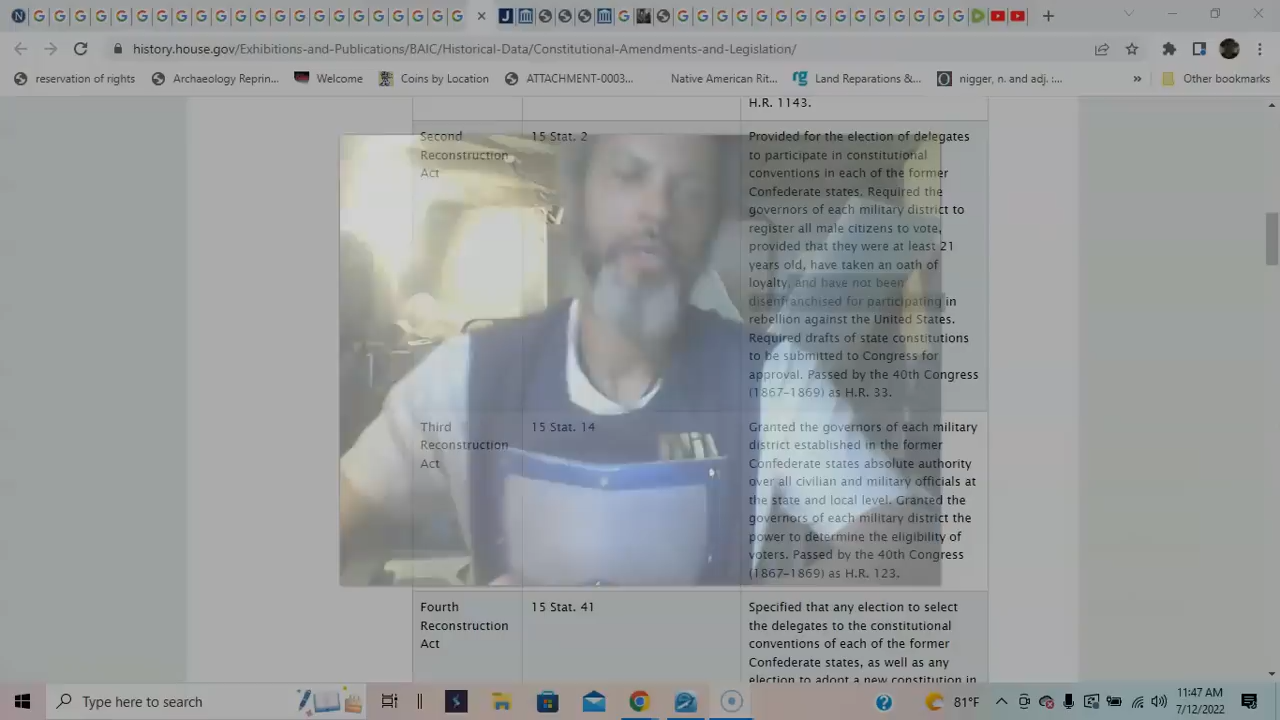 history.house.gov/Exhibitions-and-Publications/BAIC/Historical-Data/Constitutional-Amendments-and-Legislation/
reservation of rights
Archaeology Reprin...
Welcome
Coins by Location
ATTACHMENT-0003...
Native American Rit...
Land Reparations &...
nigger, n. and adj. :...
»
Other bookmarks
H.R. 1143.
Second
Reconstruction
Act
15 Stat. 2
Provided for the election of delegates
to participate in constitutional
conventions in each of the former
Confederate states. Required the
governors of each military district to
register all male citizens to vote,
provided that they were at least 21
years old, have taken an oath of
loyalty, and have not been
disenfranchised for participating in
rebellion against the United States.
Required drafts of state constitutions
to be submitted to Congress for
approval. Passed by the 40th Congress
(1867–1869) as H.R. 33.
Third
Reconstruction
Act
15 Stat. 14
Granted the governors of each military
district established in the former
Confederate states absolute authority
over all civilian and military officials at
the state and local level. Granted the
governors of each military district the
power to determine the eligibility of
voters. Passed by the 40th Congress
(1867–1869) as H.R. 123.
Fourth
Reconstruction
Act
15 Stat. 41
Specified that any election to select
the delegates to the constitutional
conventions of each of the former
Confederate states, as well as any
election to adopt a new constitution in
Type here to search
81°F
11:47 AM
7/12/2022